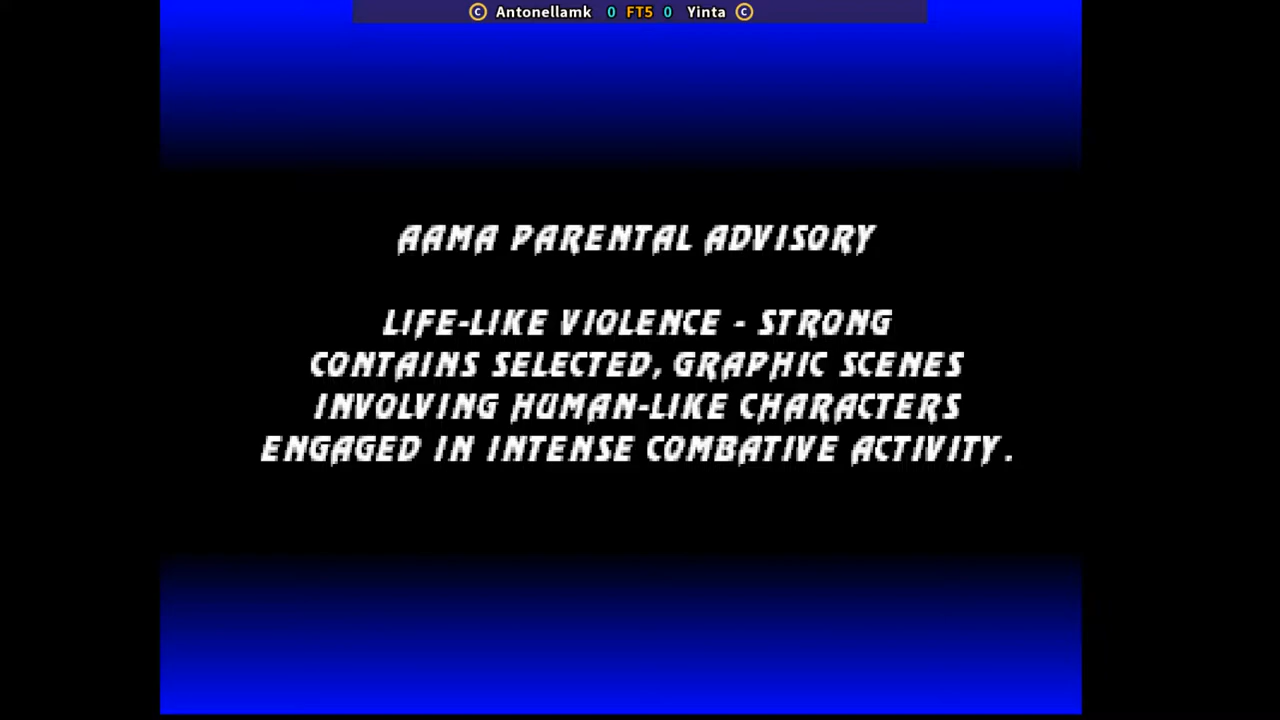 © Antonellamk 0 FT5 0 Yinta ©
AAMA PARENTAL ADVISORY
LIFE-LIKE VIOLENCE - STRONG
CONTAINS SELECTED, GRAPHIC SCENES
INVOLVING HUMAN-LIKE CHARACTERS
ENGAGED IN INTENSE COMBATIVE ACTIVITY.